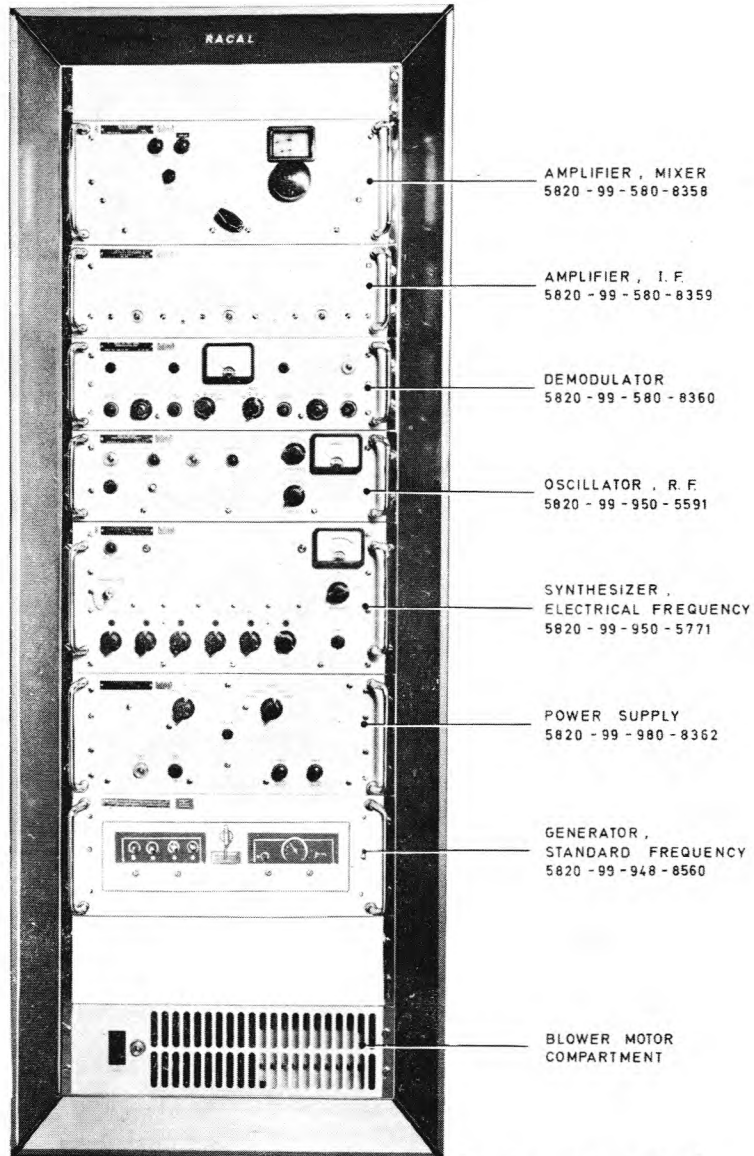 RACAL
AMPLIFIER , MIXER
5820 - 99 - 580 - 8358
AMPLIFIER , I.F.
5820 - 99 - 580 - 8359
DEMODULATOR
5820 - 99 - 580 - 8360
OSCILLATOR , R.F.
5820 - 99 - 950 - 5591
SYNTHESIZER ,
ELECTRICAL FREQUENCY
5820 - 99 - 950 - 5771
POWER SUPPLY
5820 - 99 - 980 - 8362
GENERATOR ,
STANDARD FREQUENCY
5820 - 99 - 948 - 8560
BLOWER MOTOR
COMPARTMENT